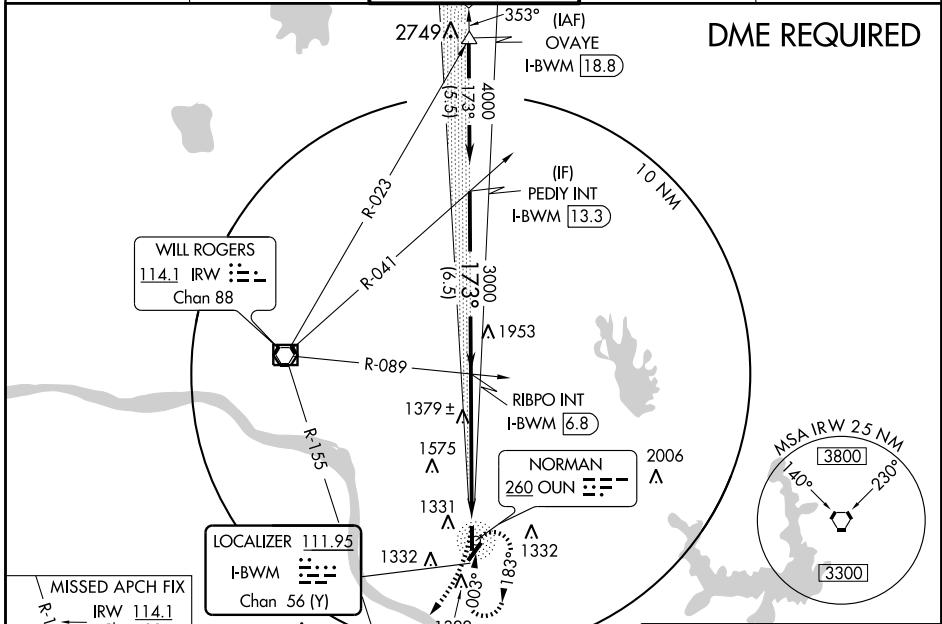 353°
(IAF)
OVAYE
I-BWM 18.8
2749
DME REQUIRED
4000
173°
(5.5)
10 NM
(IF)
PEDIY INT
I-BWM 13.3
R-023
R-041
WILL ROGERS
114.1 IRW
Chan 88
3000
173°
(6.5)
1953
R-089
RIBPO INT
I-BWM 6.8
1379 ±
R-155
1575
NORMAN
260 OUN
2006
MSA IRW 25 NM
3800
140°
230°
3300
1331
1332
1332
LOCALIZER 111.95
I-BWM
Chan 56 (Y)
003°
183°
MISSED APCH FIX
IRW 114.1